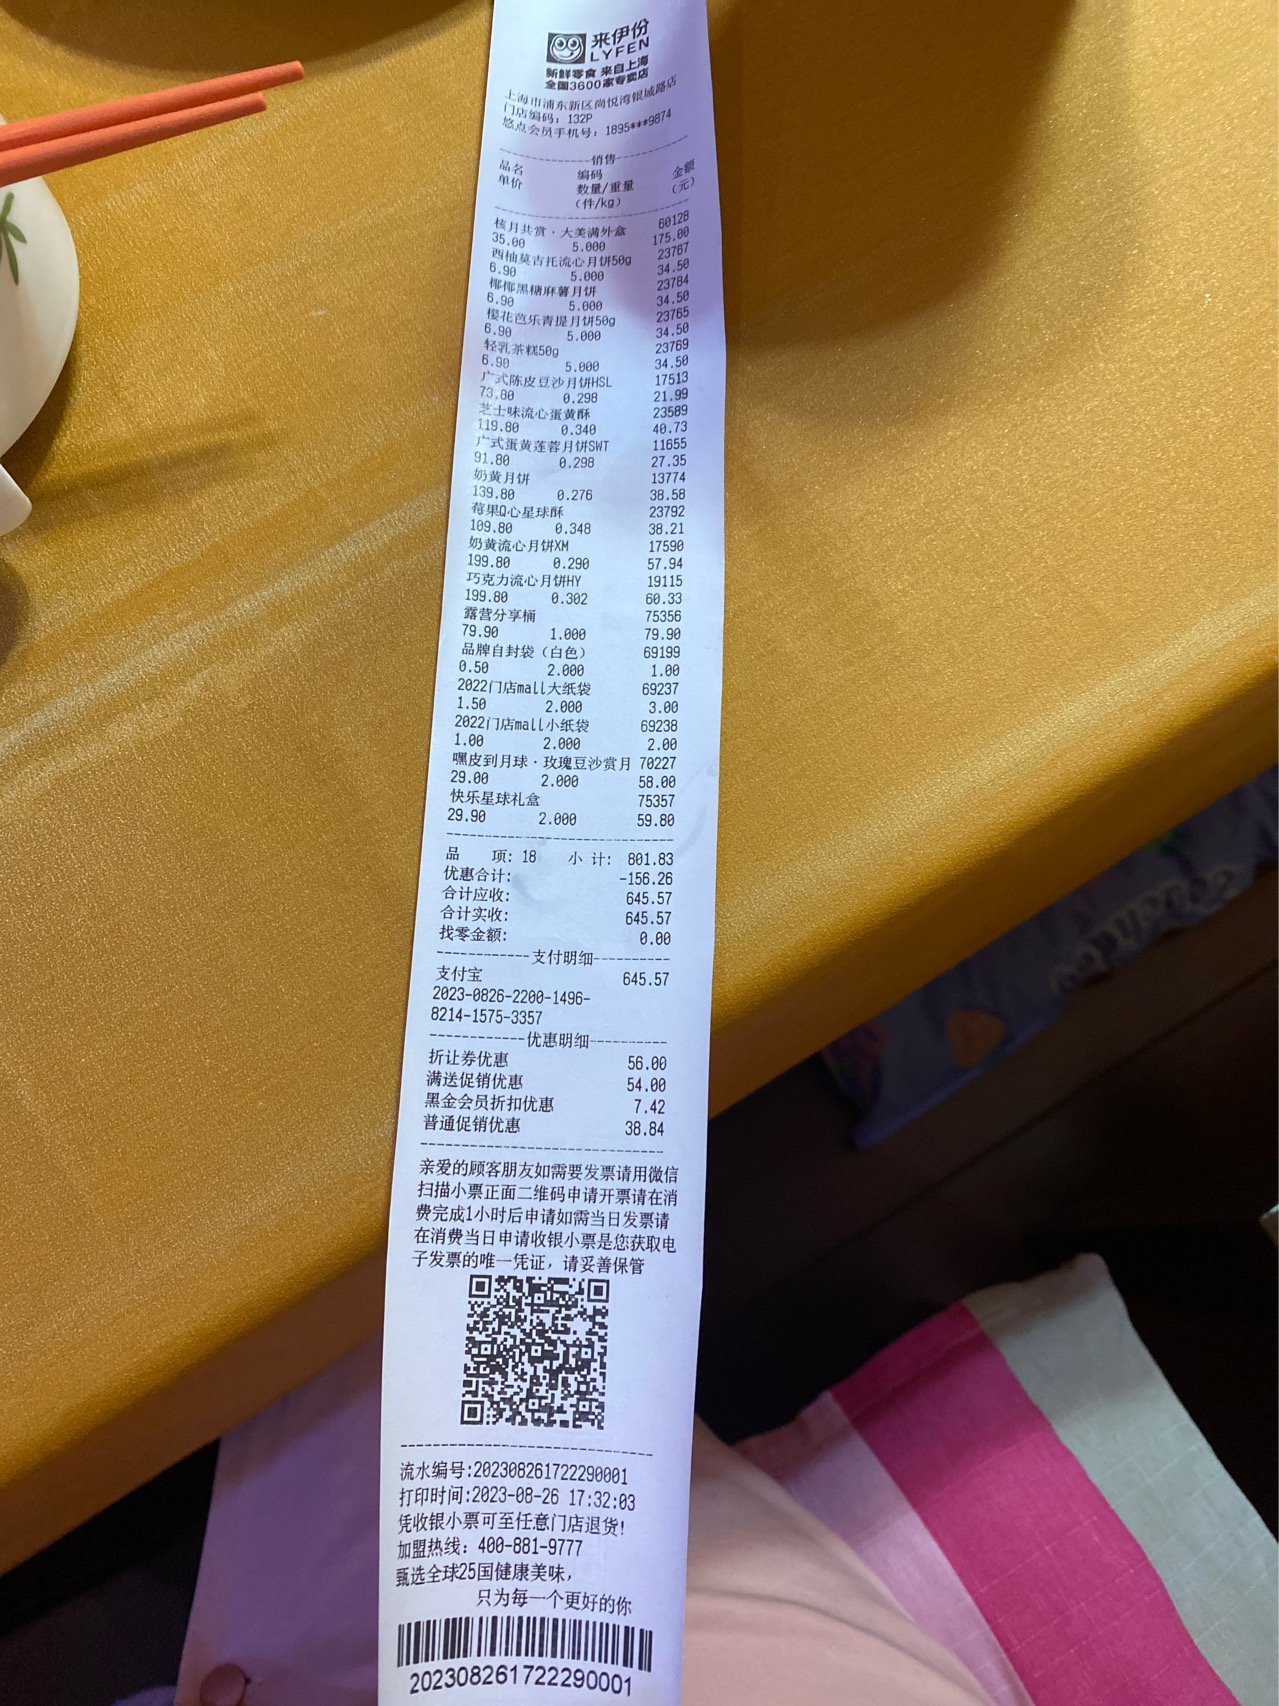 来伊份
LYFEN
新鲜零食 来自上海
全国3600家专卖店
上海市浦东新区尚悦湾银城路店
门店编码：132P
悠点会员手机号：1895***9874
销售
品名 编码 金额
单价 数量/重量 (元)
(件/kg)
核月共赏·大美满外盒 60128
35.00 5.000 175.00
西柚莫吉托流心月饼50g 23767
6.90 5.000 34.50
椰椰黑糖麻薯月饼 23784
6.90 5.000 34.50
樱花芭乐青提月饼50g 23765
6.90 5.000 34.50
轻乳茶糕50g 23769
6.90 5.000 34.50
广式陈皮豆沙月饼HSL 17513
73.80 0.298 21.99
芝士味流心蛋黄酥 23589
119.80 0.340 40.73
广式蛋黄莲蓉月饼SWT 11655
91.80 0.298 27.35
奶黄月饼 13774
139.80 0.276 38.58
莓果Q心星球酥 23792
109.80 0.348 38.21
奶黄流心月饼XM 17590
199.80 0.290 57.94
巧克力流心月饼HY 19115
199.80 0.302 60.33
露营分享桶 75356
79.90 1.000 79.90
品牌自封袋（白色） 69199
0.50 2.000 1.00
2022门店mall大纸袋 69237
1.50 2.000 3.00
2022门店mall小纸袋 69238
1.00 2.000 2.00
嘿皮到月球·玫瑰豆沙赏月 70227
29.00 2.000 58.00
快乐星球礼盒 75357
29.90 2.000 59.80
品 项: 18 小 计: 801.83
优惠合计: -156.26
合计应收: 645.57
合计实收: 645.57
找零金额: 0.00
支付明细
支付宝 645.57
2023-0826-2200-1496-
8214-1575-3357
优惠明细
折让券优惠 56.00
满送促销优惠 54.00
黑金会员折扣优惠 7.42
普通促销优惠 38.84
亲爱的顾客朋友如需要发票请用微信
扫描小票正面二维码申请开票请在消
费完成1小时后申请如需当日发票请
在消费当日申请收银小票是您获取电
子发票的唯一凭证，请妥善保管
流水编号:202308261722290001
打印时间:2023-08-26 17:32:03
凭收银小票可至任意门店退货!
加盟热线：400-881-9777
甄选全球25国健康美味，
只为每一个更好的你
202308261722290001